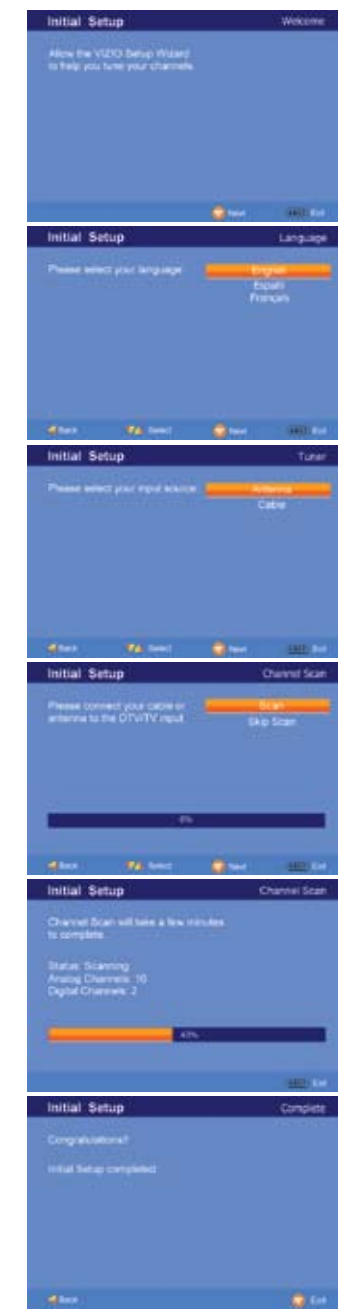 Initial Setup Welcome
Allow the VIZIO Setup Wizard
to help you tune your channels.
Next EXIT Exit
Initial Setup Language
Please select your language English
Español
Français
Back Select Next EXIT Exit
Initial Setup Tuner
Please select your input source Antenna
Cable
Back Select Next EXIT Exit
Initial Setup Channel Scan
Please connect your cable or Scan
antenna to the DTV/TV input Skip Scan
0%
Back Select Next EXIT Exit
Initial Setup Channel Scan
Channel Scan will take a few minutes
to complete.
Status: Scanning
Analog Channels: 10
Digital Channels: 2
43%
EXIT Exit
Initial Setup Complete
Congratulations!!
Initial Setup completed
Back Exit